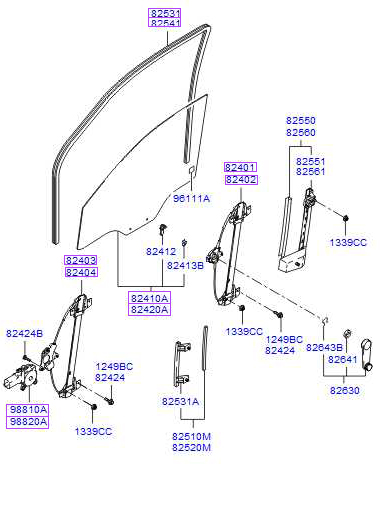 82531
82541
82550
82560
82551
82561
82401
82402
96111A
1339CC
82412
82413B
82403
82404
82410A
82420A
82424B
1339CC
1249BC
82424
82643B
82641
82630
1249BC
82424
82531A
98810A
98820A
1339CC
82510M
82520M